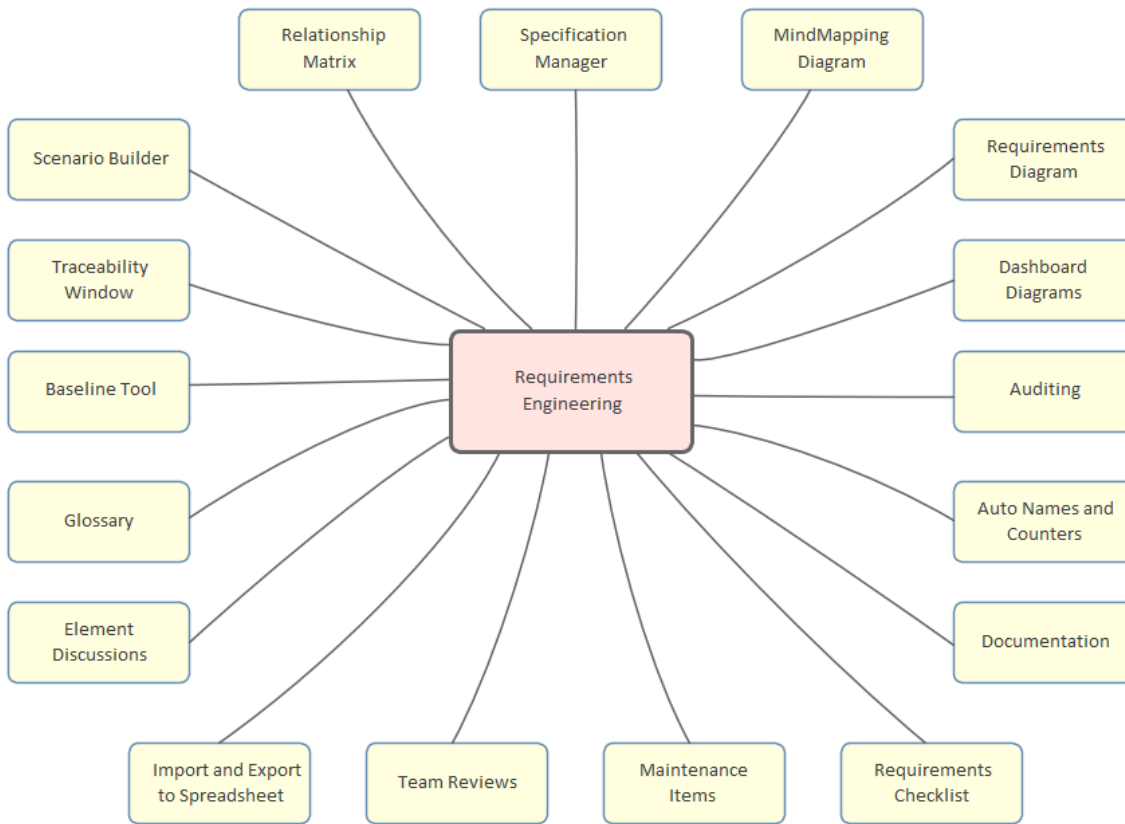 Relationship
Matrix
Specification
Manager
MindMapping
Diagram
Scenario Builder
Requirements
Diagram
Traceability
Window
Dashboard
Diagrams
Baseline Tool
Requirements
Engineering
Auditing
Glossary
Auto Names and
Counters
Element
Discussions
Documentation
Import and Export
to Spreadsheet
Team Reviews
Maintenance
Items
Requirements
Checklist